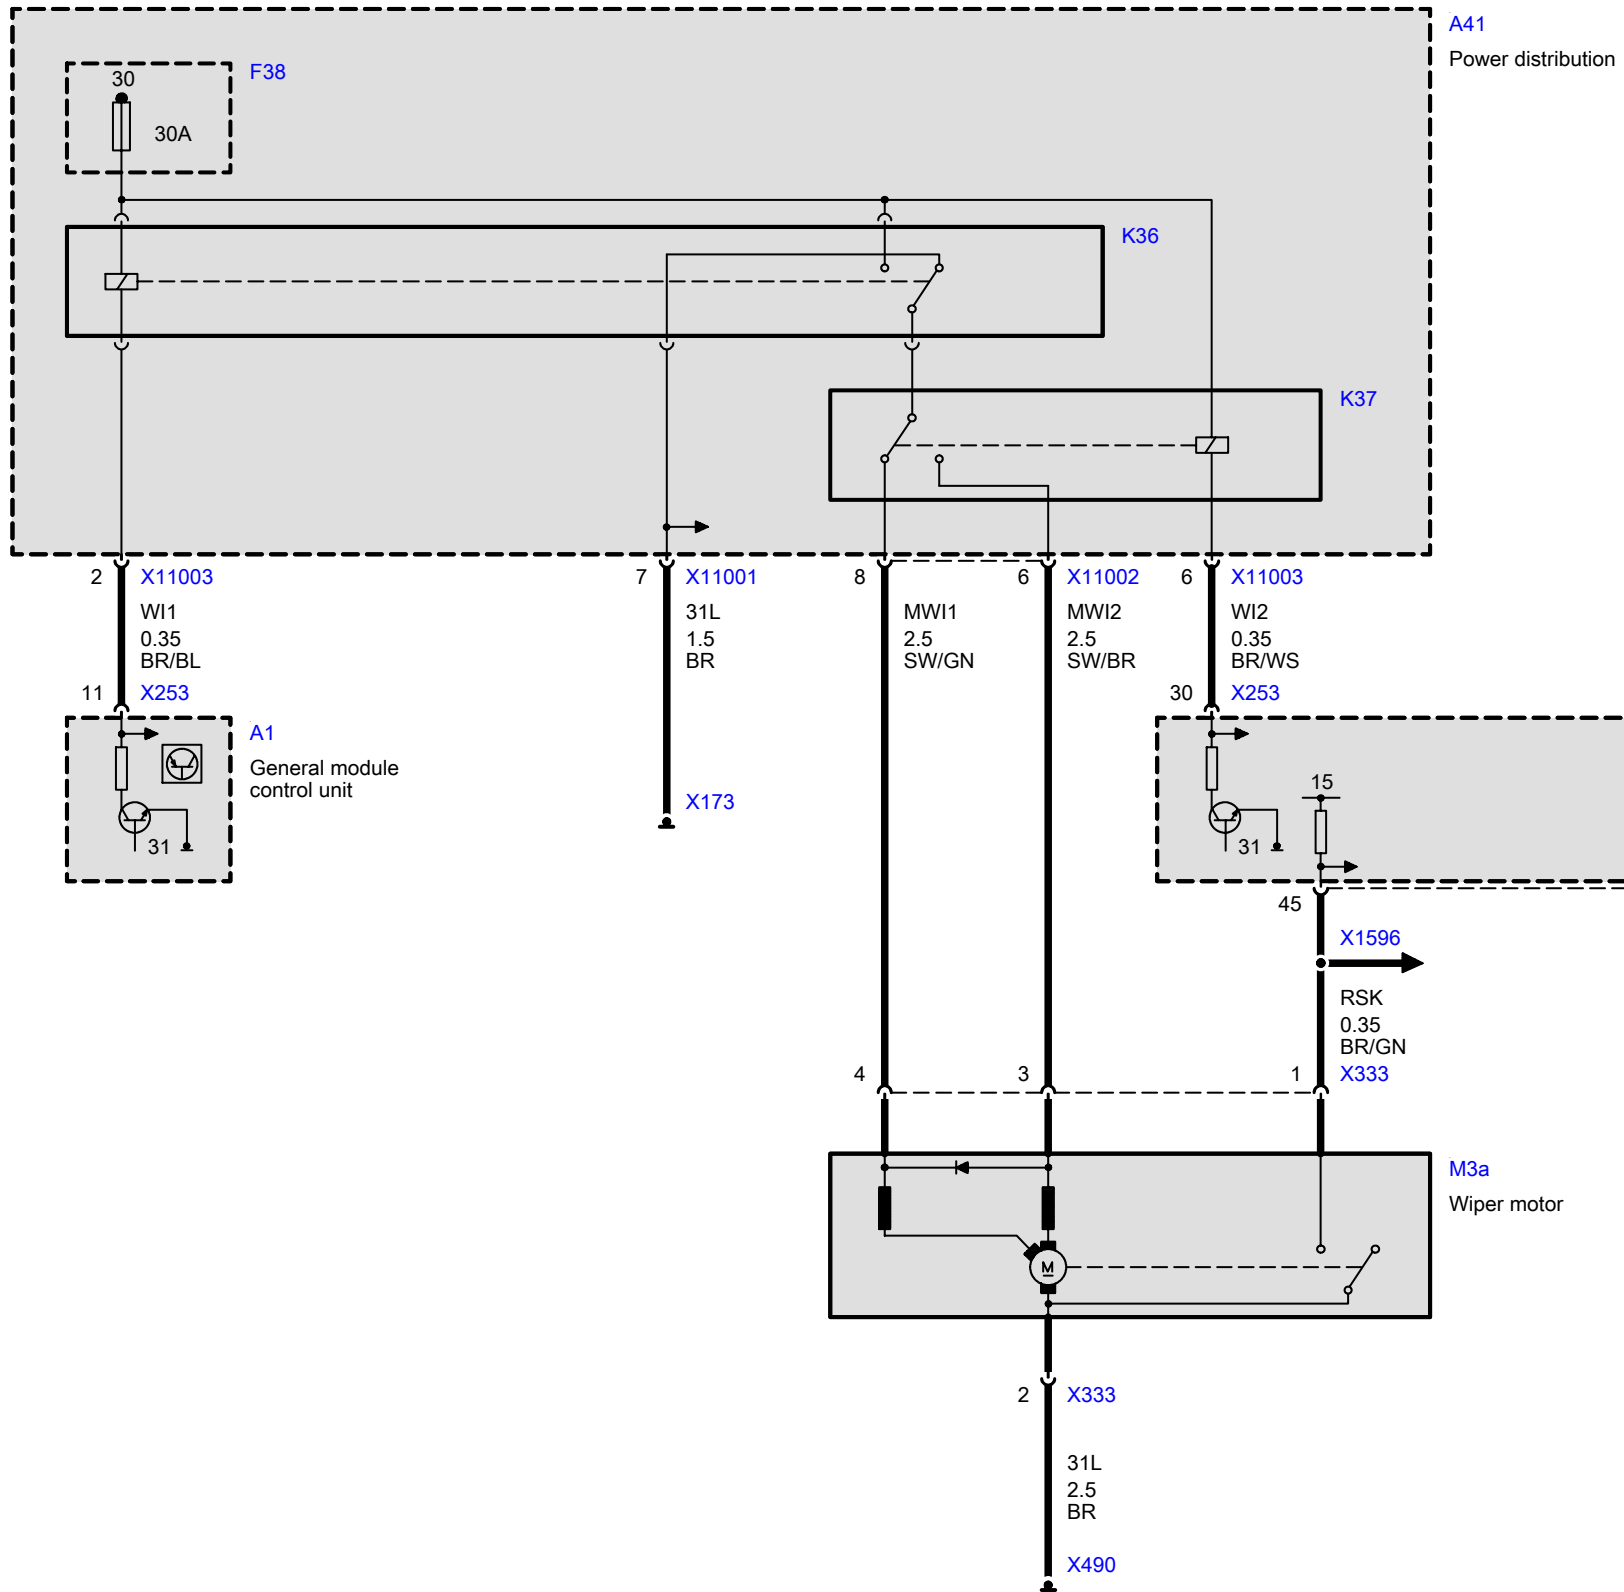 A41
Power distribution
F38
30
30A
K36
K37
2 X11003
7 X11001
8
6 X11002
6 X11003
WI1
0.35
BR/BL
31L
1.5
BR
MWI1
2.5
SW/GN
MWI2
2.5
SW/BR
WI2
0.35
BR/WS
11 X253
30 X253
A1
General module
control unit
31
X173
15
31
45
X1596
RSK
0.35
BR/GN
4
3
1 X333
M3a
Wiper motor
M
2 X333
31L
2.5
BR
X490